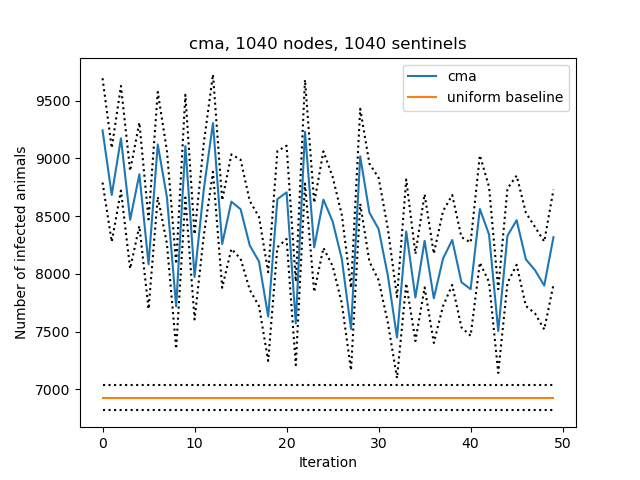 cma, 1040 nodes, 1040 sentinels
cma
uniform baseline
Number of infected animals
9500
9000
8500
8000
7500
7000
0 10 20 30 40 50
Iteration